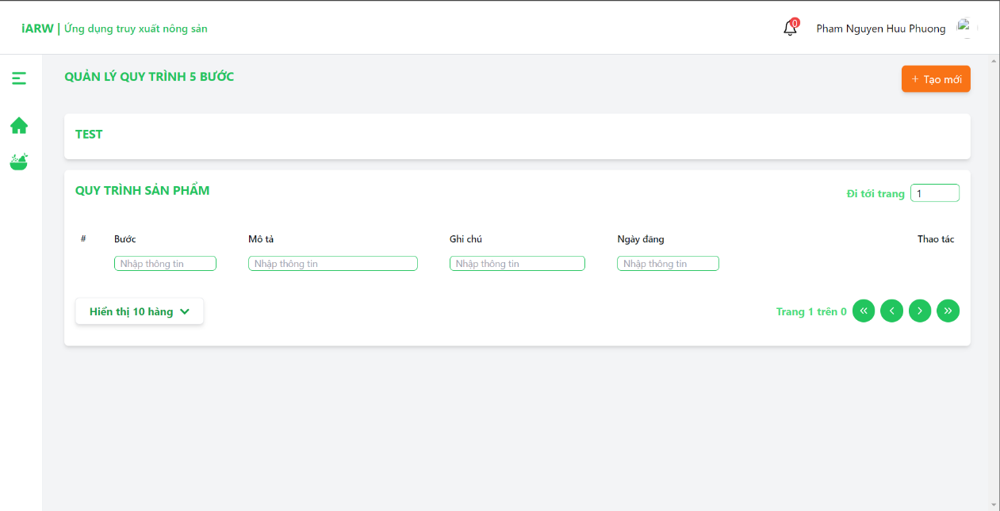 iARW | Ứng dụng truy xuất nông sản
0
Pham Nguyen Huu Phuong
QUẢN LÝ QUY TRÌNH 5 BƯỚC
+ Tạo mới
TEST
QUY TRÌNH SẢN PHẨM
Đi tới trang 1
# Bước Mô tả Ghi chú Ngày đăng Thao tác
Nhập thông tin Nhập thông tin Nhập thông tin Nhập thông tin
Hiển thị 10 hàng
Trang 1 trên 0